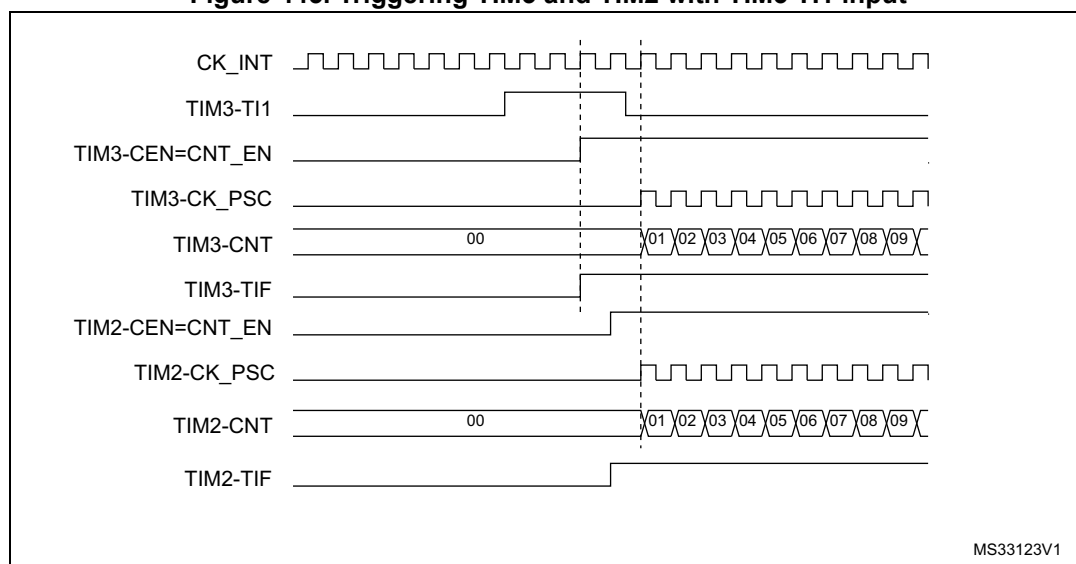 CK_INT
TIM3-TI1
TIM3-CEN=CNT_EN
TIM3-CK_PSC
TIM3-CNT 00 01 02 03 04 05 06 07 08 09
TIM3-TIF
TIM2-CEN=CNT_EN
TIM2-CK_PSC
TIM2-CNT 00 01 02 03 04 05 06 07 08 09
TIM2-TIF
MS33123V1